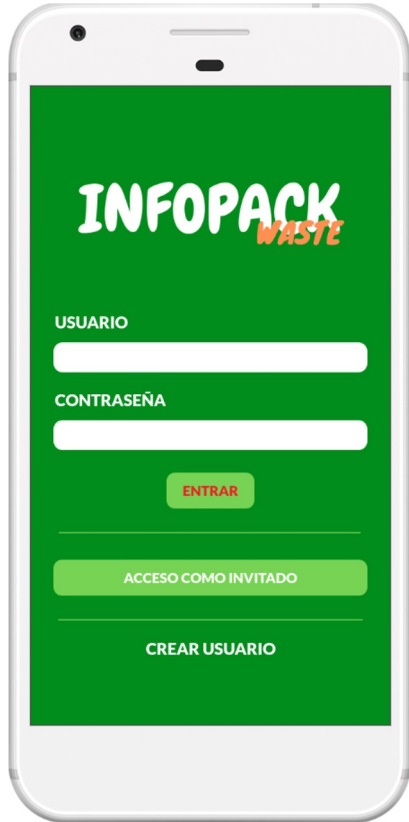 INFOPACK
WASTE
USUARIO
CONTRASEÑA
ENTRAR
ACCESO COMO INVITADO
CREAR USUARIO